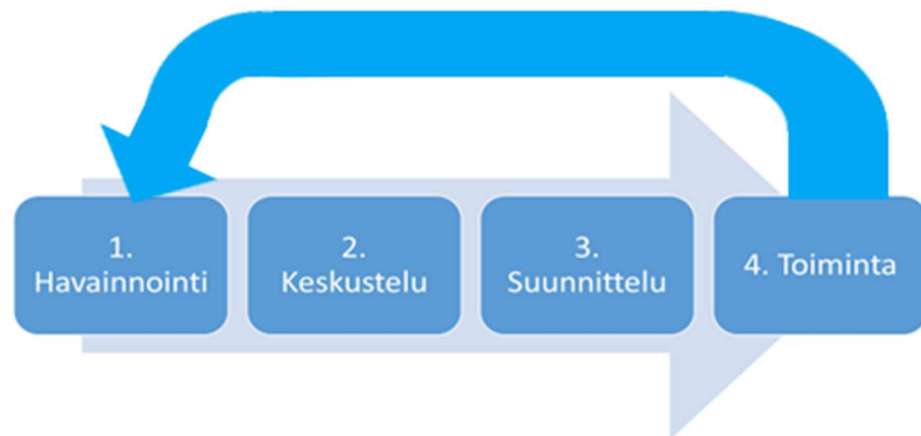 1.
Havainnointi
2.
Keskustelu
3.
Suunnittelu
4. Toiminta